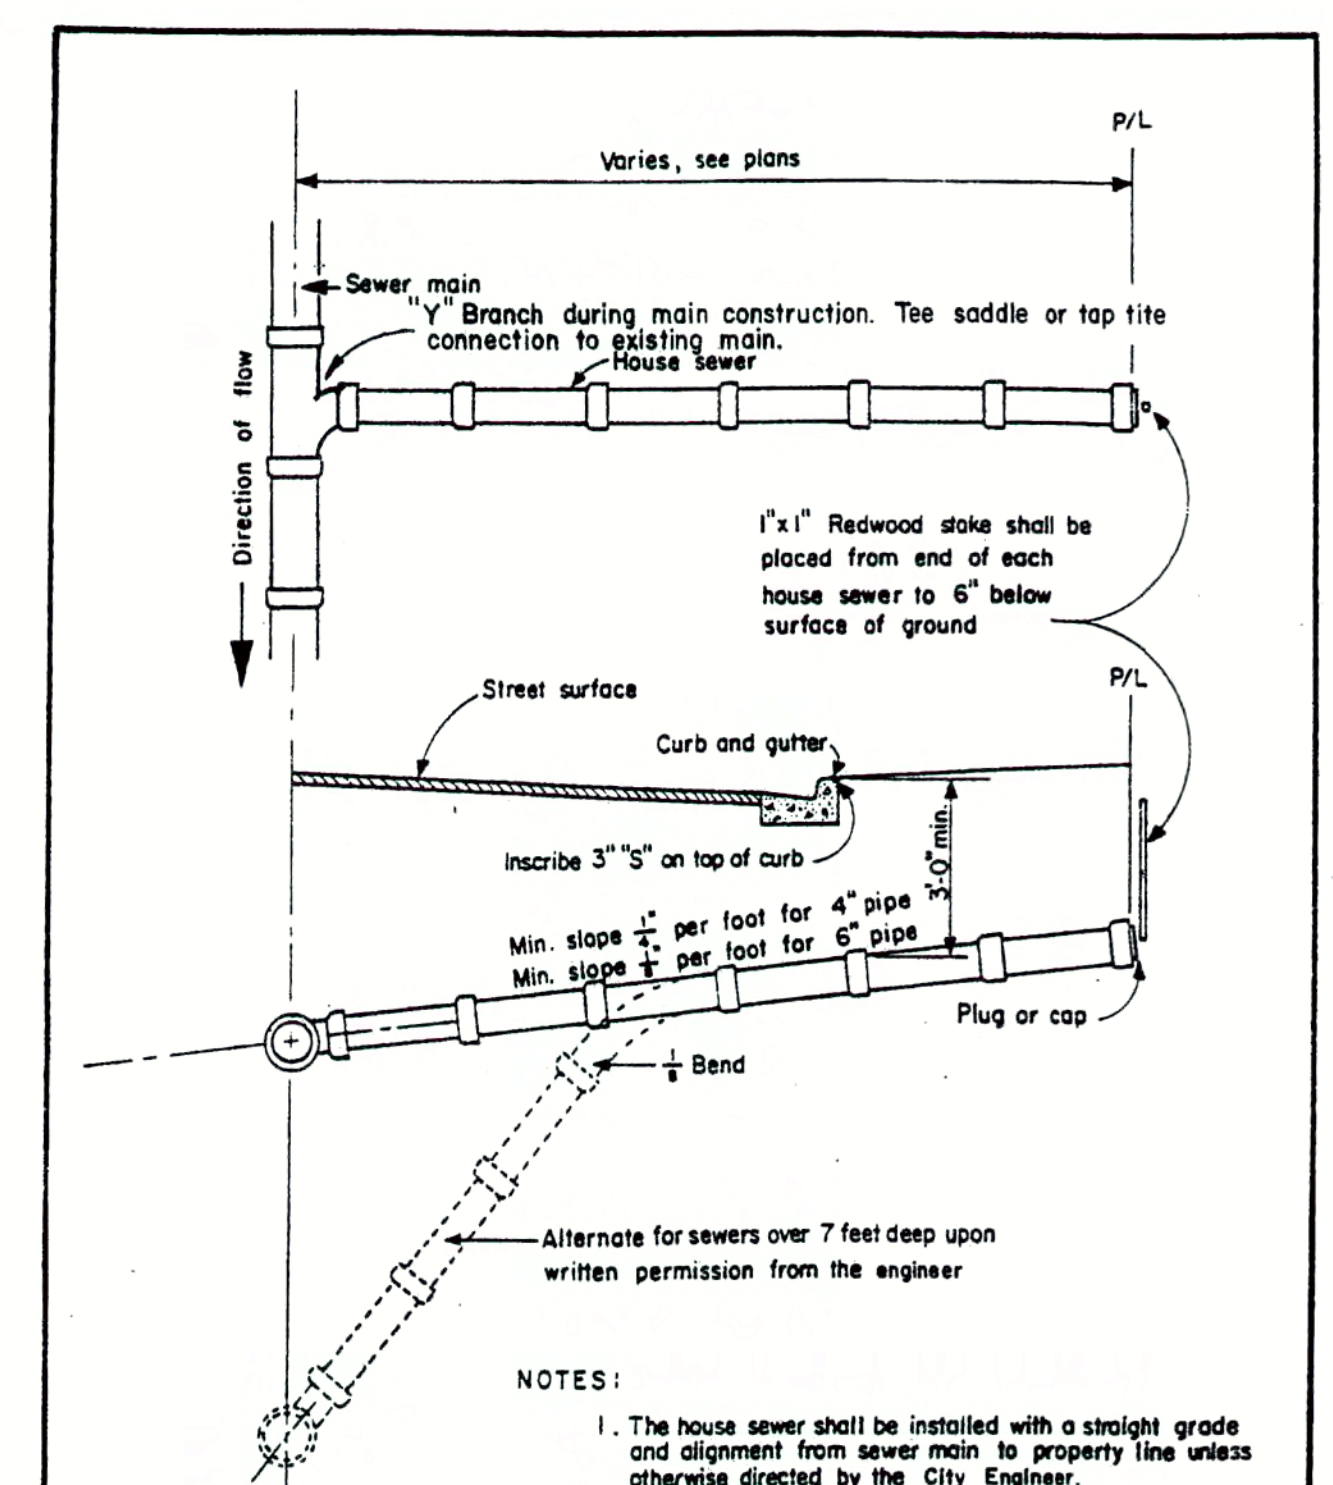 P/L
Varies, see plans
Sewer main
"Y" Branch during main construction. Tee saddle or tap tite
connection to existing main.
House sewer
Direction of flow
1"x1" Redwood stake shall be
placed from end of each
house sewer to 6" below
surface of ground
P/L
Street surface
Curb and gutter
Inscribe 3" "S" on top of curb
3'-0" min.
Min. slope 1/4" per foot for 4" pipe
Min. slope 1/8" per foot for 6" pipe
Plug or cap
1/8 Bend
Alternate for sewers over 7 feet deep upon
written permission from the engineer
NOTES:
1. The house sewer shall be installed with a straight grade
and alignment from sewer main to property line unless
otherwise directed by the City Engineer.